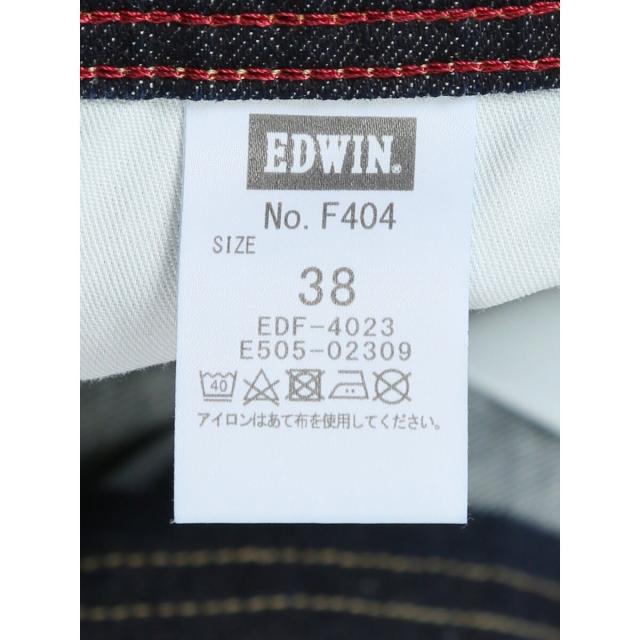 EDWIN®
No. F404
SIZE
38
EDF-4023
E505-02309
40
アイロンはあて布を使用してください。